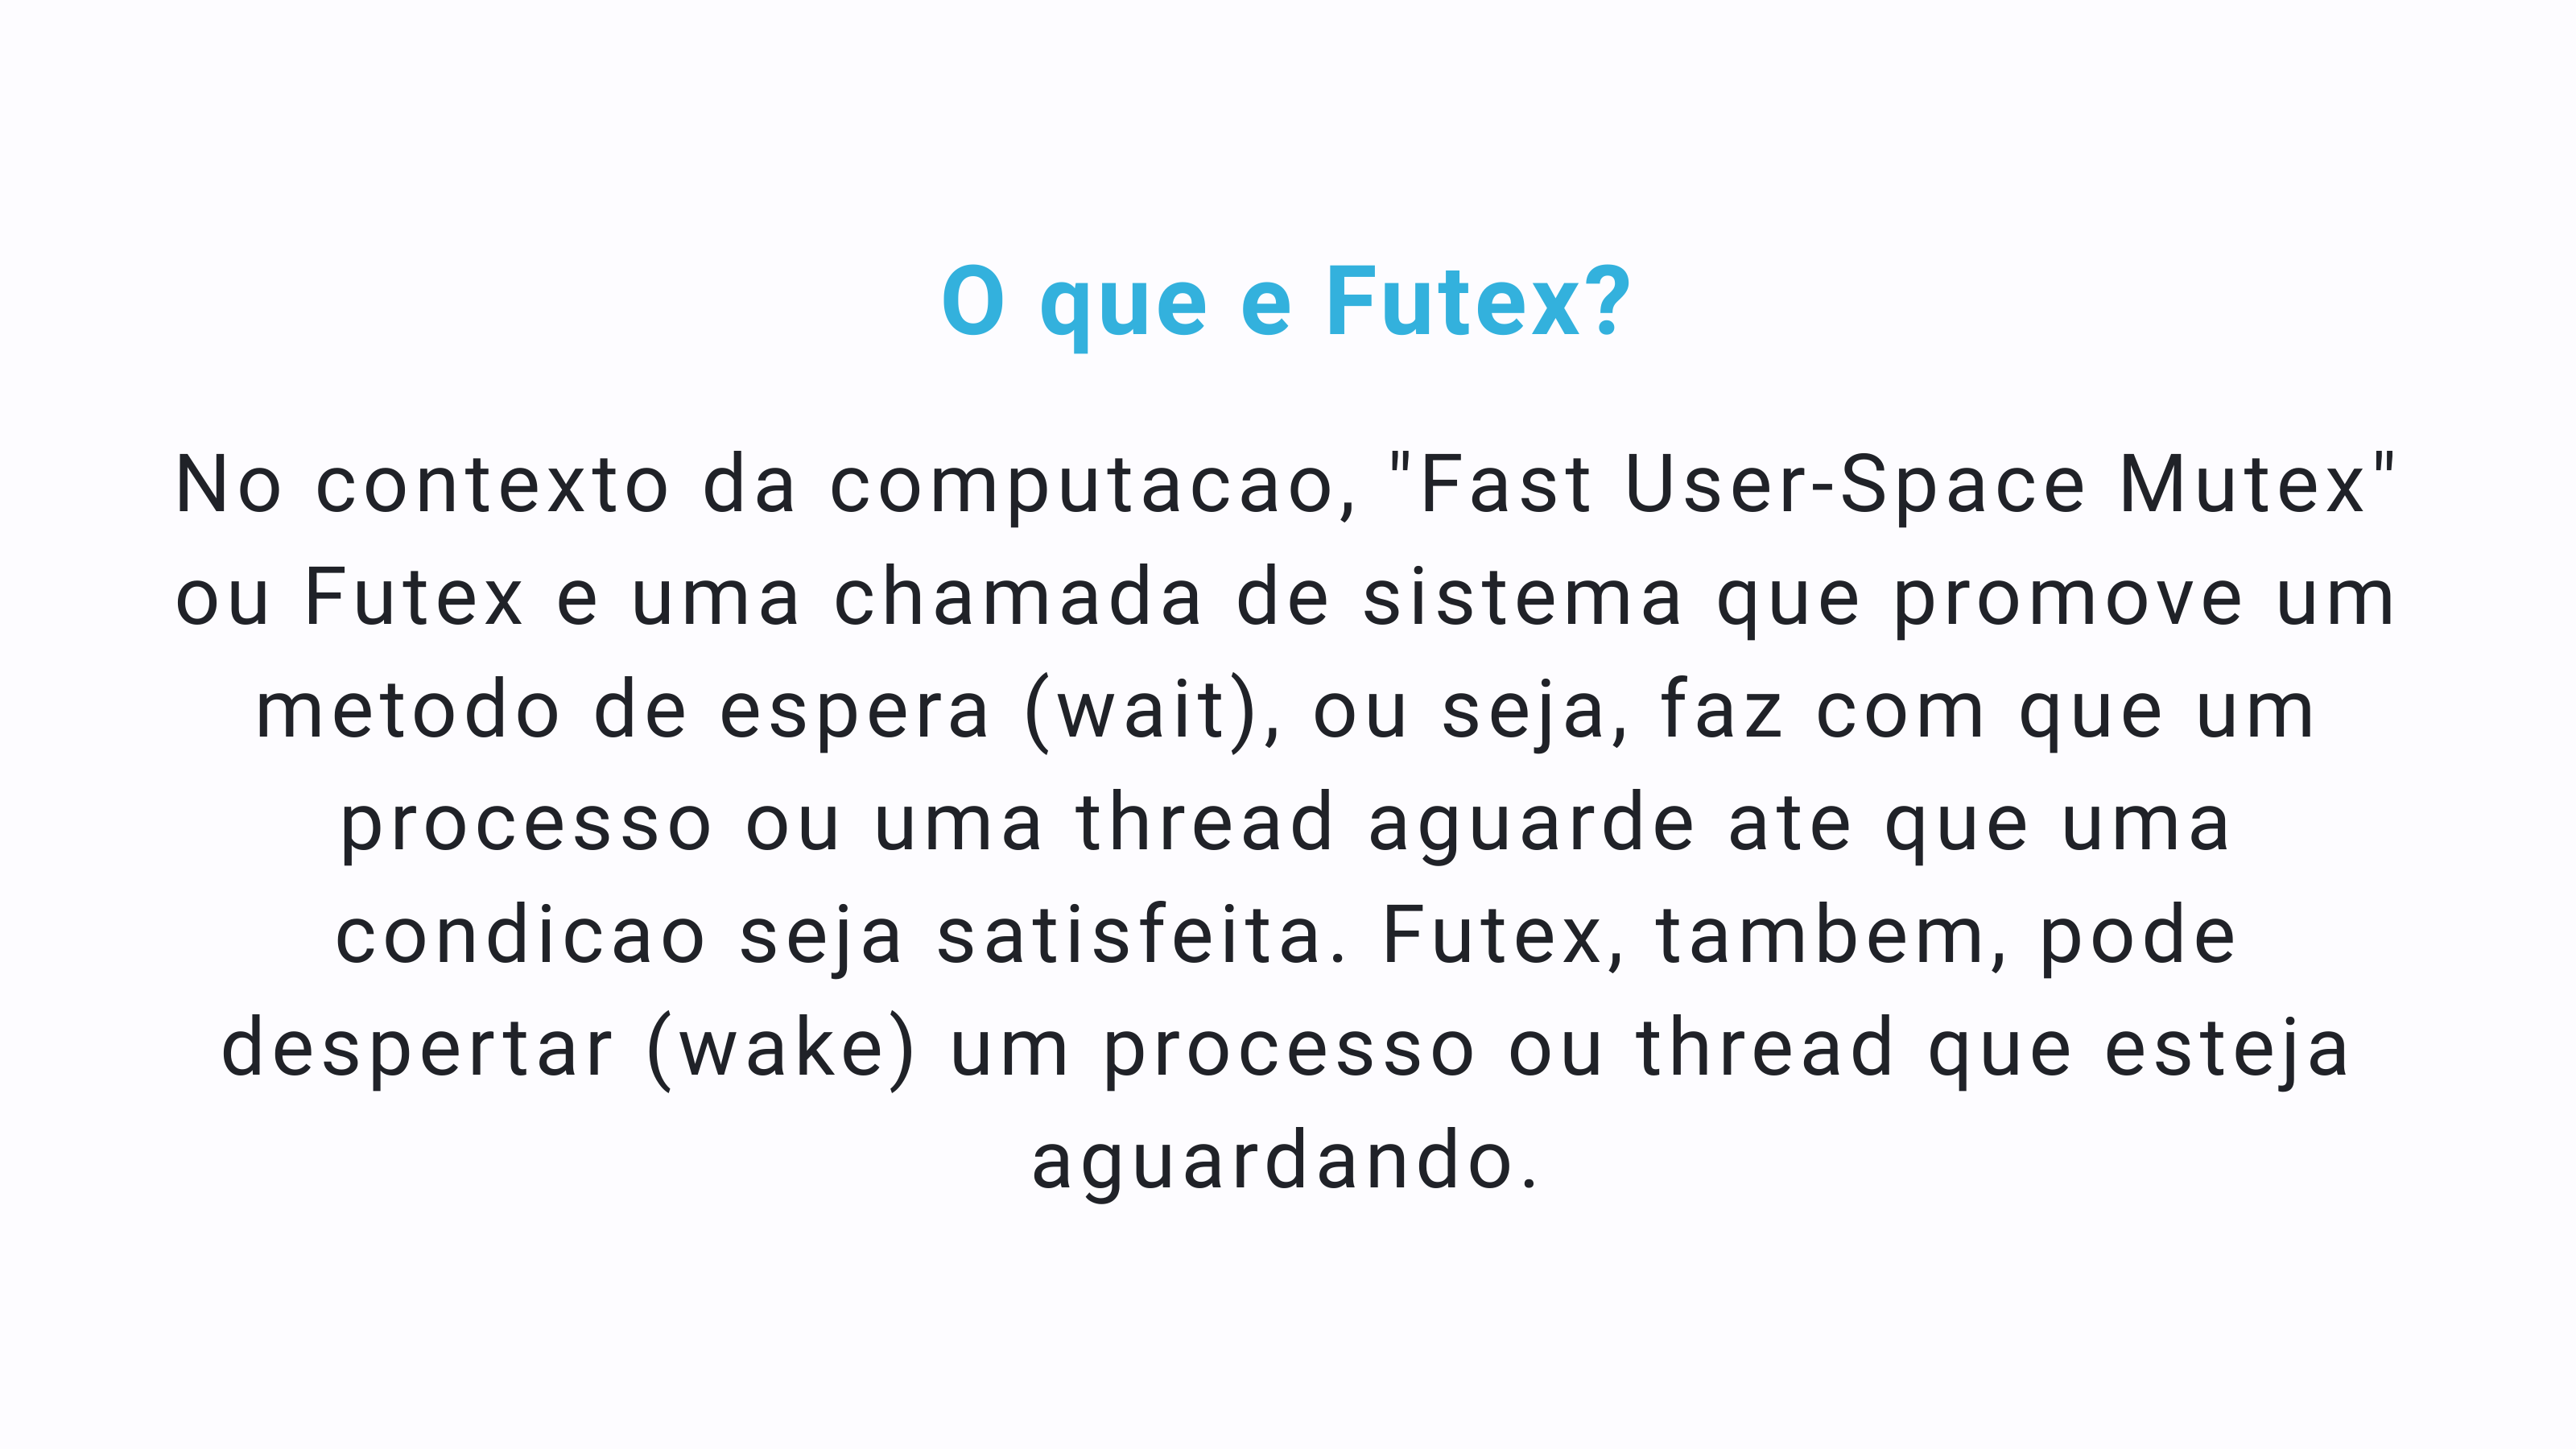 O que e Futex?
No contexto da computacao, "Fast User-Space Mutex"
ou Futex e uma chamada de sistema que promove um
metodo de espera (wait), ou seja, faz com que um
processo ou uma thread aguarde ate que uma
condicao seja satisfeita. Futex, tambem, pode
despertar (wake) um processo ou thread que esteja
aguardando.